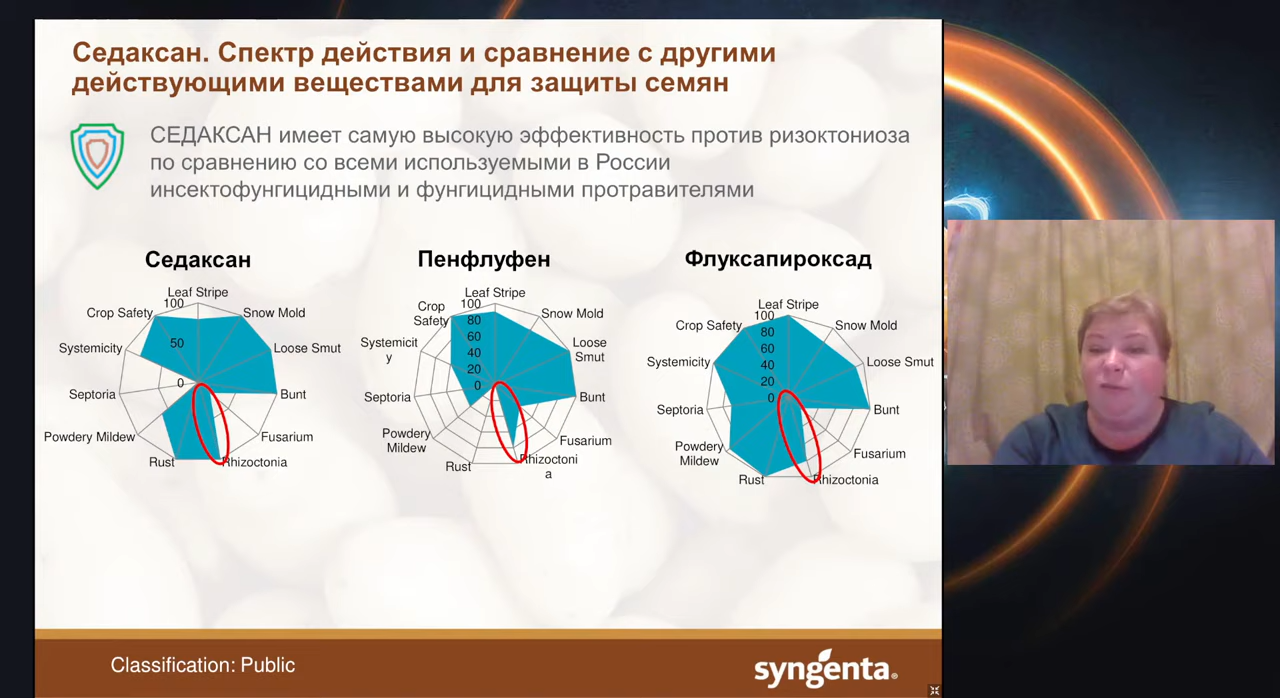 Седаксан. Спектр действия и сравнение с другими
действующими веществами для защиты семян
СЕДАКСАН имеет самую высокую эффективность против ризоктониоза
по сравнению со всеми используемыми в России
инсектофунгицидными и фунгицидными протравителями
Седаксан
Leaf Stripe
100
Snow Mold
Crop Safety
Loose Smut
Systemicity
50
0
Septoria
Bunt
Powdery Mildew
Fusarium
Rust
Rhizoctonia
Пенфлуфен
Leaf Stripe
Crop
Safety
100
80
60
40
20
0
Snow Mold
Loose
Smut
Systemicit
y
Septoria
Bunt
Powdery
Mildew
Fusarium
Rust
Rhizoctoni
a
Флуксапироксад
Leaf Stripe
100
80
60
40
20
0
Crop Safety
Snow Mold
Systemicity
Loose Smut
Septoria
Bunt
Powdery
Mildew
Fusarium
Rust
Rhizoctonia
Classification: Public
syngenta®